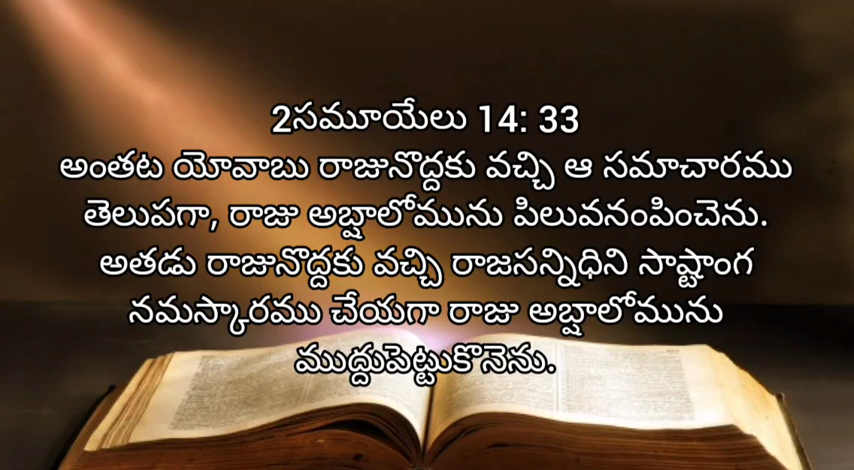 2సమూయేలు 14: 33
అంతట యోవాబు రాజునొద్దకు వచ్చి ఆ సమాచారము
తెలుపగా, రాజు అబ్షాలోమును పిలువనంపించెను.
అతడు రాజునొద్దకు వచ్చి రాజసన్నిధిని సాష్టాంగ
నమస్కారము చేయగా రాజు అబ్షాలోమును
ముద్దుపెట్టుకొనెను.